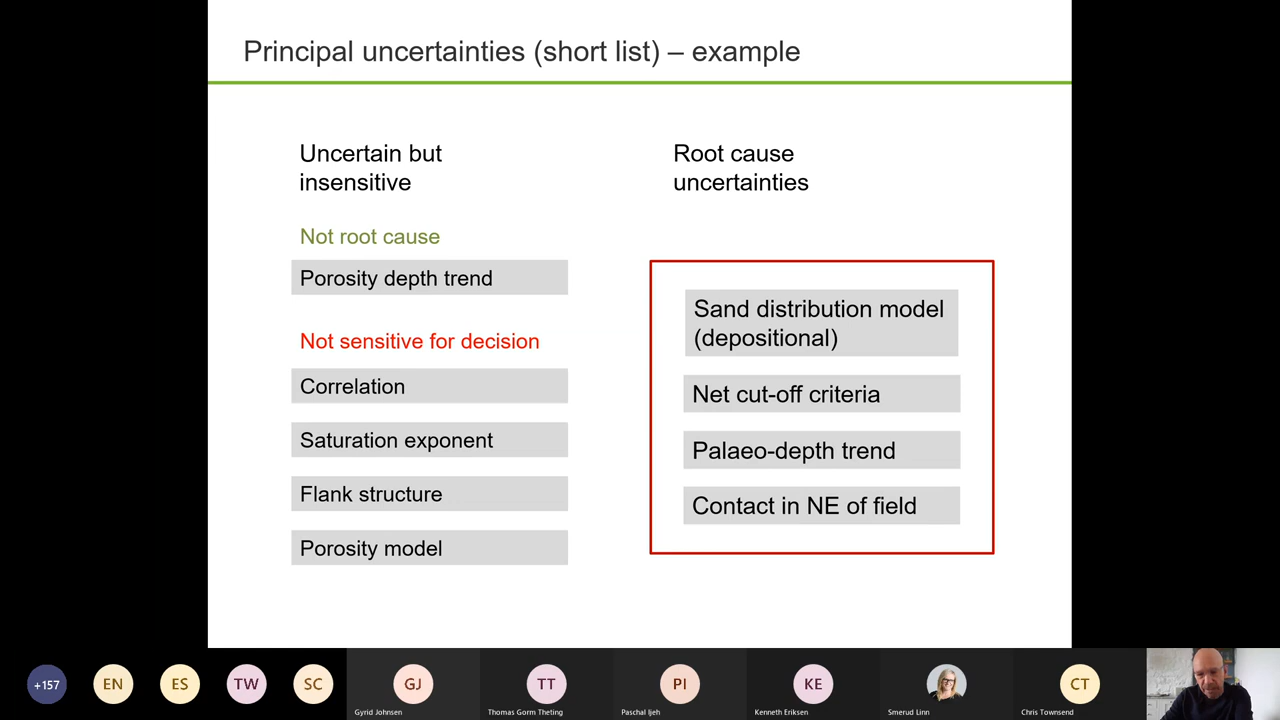 Principal uncertainties (short list) – example
Uncertain but
insensitive
Not root cause
Porosity depth trend
Not sensitive for decision
Correlation
Saturation exponent
Flank structure
Porosity model
Root cause
uncertainties
Sand distribution model
(depositional)
Net cut-off criteria
Palaeo-depth trend
Contact in NE of field
+157
EN
ES
TW
SC
GJ
Gyrid Johnsen
TT
Thomas Gorm Theting
PI
Paschal Ijeh
KE
Kenneth Eriksen
Smerud Linn
CT
Chris Townsend